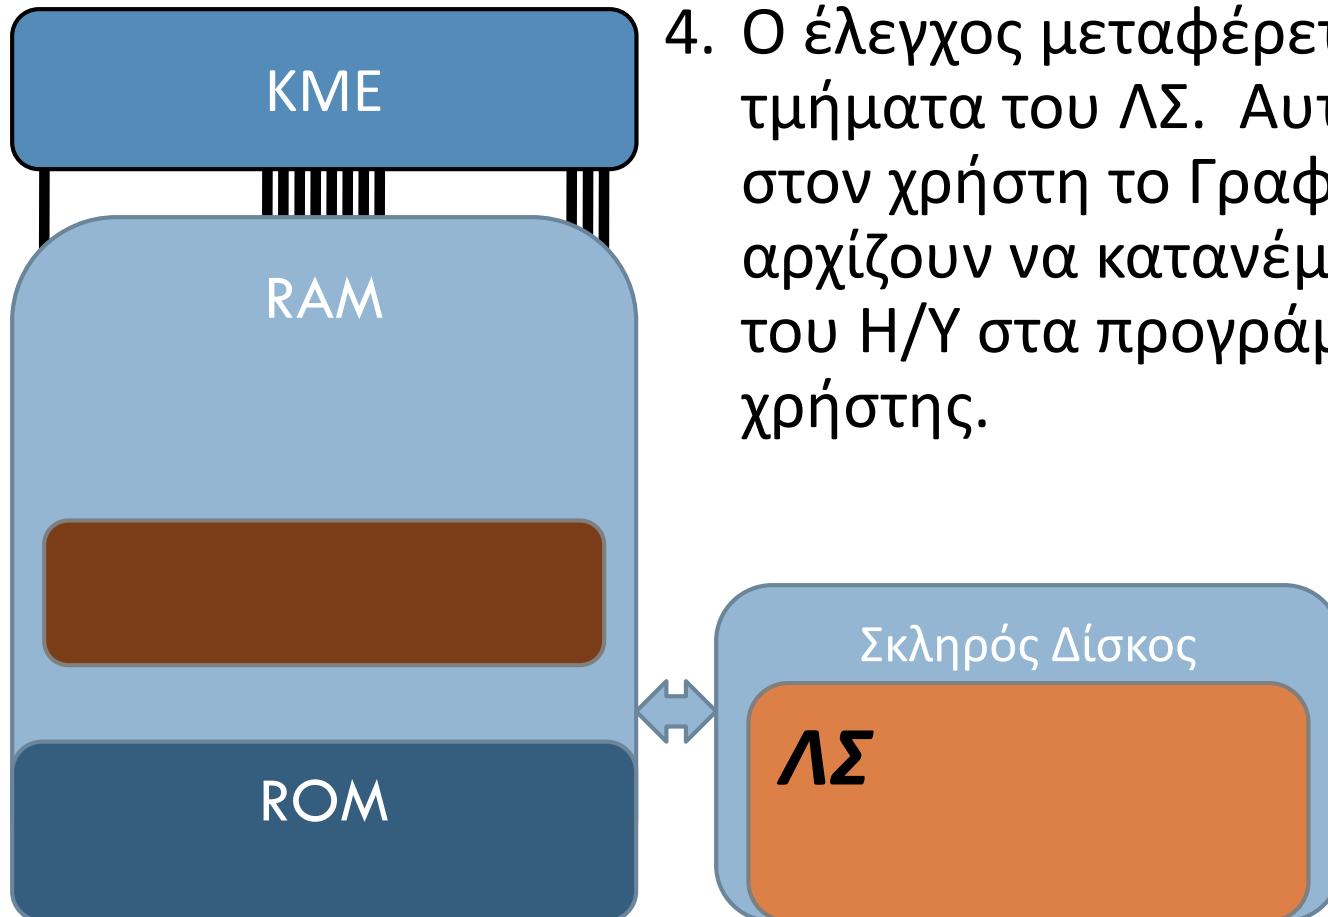 ΚΜΕ
RAM
ROM
4. Ο έλεγχος μεταφέρετ
τμήματα του ΛΣ. Αυτ
στον χρήστη το Γραφ
αρχίζουν να κατανέμ
του Η/Υ στα προγράμ
χρήστης.
Σκληρός Δίσκος
ΛΣ